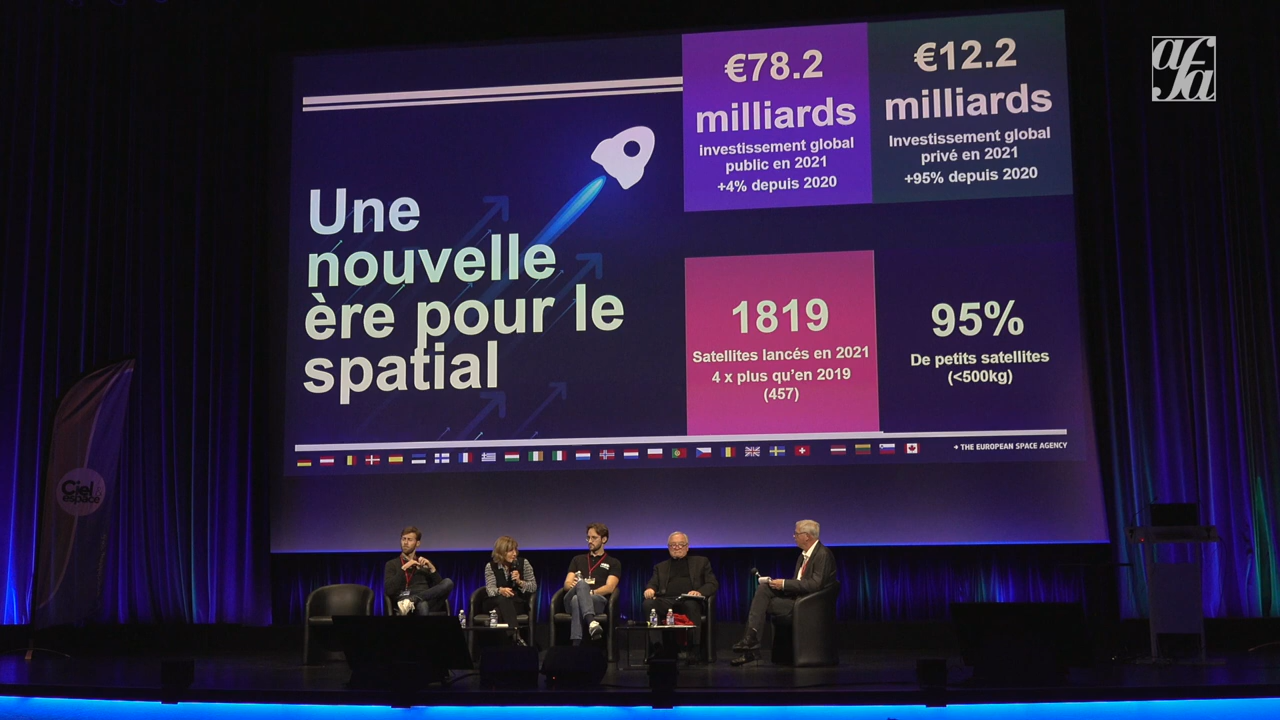 Une
nouvelle
ère pour le
spatial
€78.2
milliards
investissement global
public en 2021
+4% depuis 2020
€12.2
milliards
Investissement global
privé en 2021
+95% depuis 2020
1819
Satellites lancés en 2021
4 x plus qu'en 2019
(457)
95%
De petits satellites
(<500kg)
→ THE EUROPEAN SPACE AGENCY
afa
Ciel &
espace